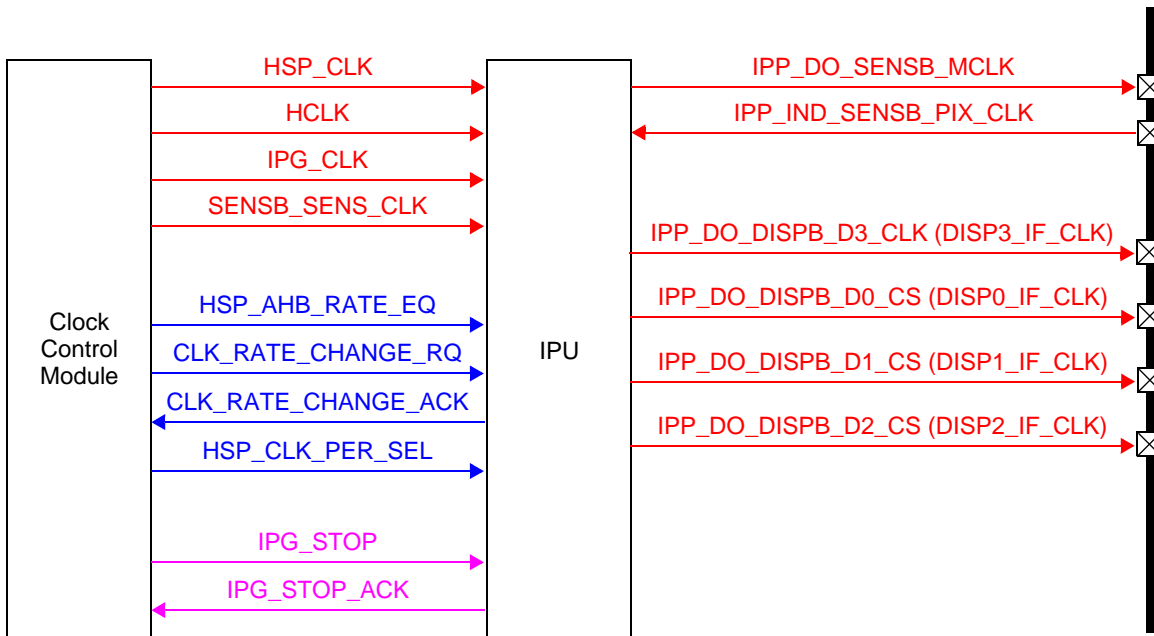 HSP_CLK
HCLK
IPG_CLK
SENSB_SENS_CLK
HSP_AHB_RATE_EQ
CLK_RATE_CHANGE_RQ
CLK_RATE_CHANGE_ACK
HSP_CLK_PER_SEL
IPG_STOP
IPG_STOP_ACK
Clock
Control
Module
IPU
IPP_DO_SENSB_MCLK
IPP_IND_SENSB_PIX_CLK
IPP_DO_DISPB_D3_CLK (DISP3_IF_CLK)
IPP_DO_DISPB_D0_CS (DISP0_IF_CLK)
IPP_DO_DISPB_D1_CS (DISP1_IF_CLK)
IPP_DO_DISPB_D2_CS (DISP2_IF_CLK)